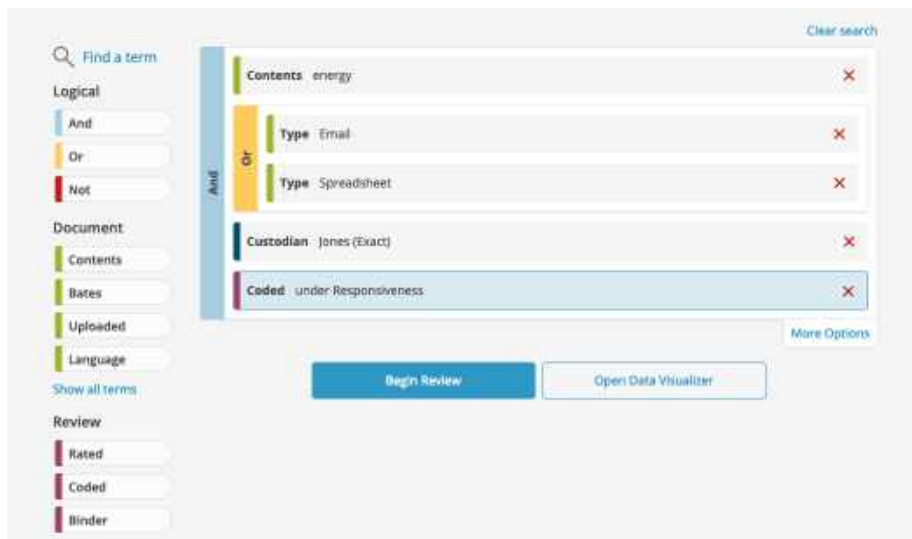 Clear search
Find a term
Logical
And
Or
Not
Document
Contents
Bates
Uploaded
Language
Show all terms
Review
Rated
Coded
Binder
And
Contents energy
Or
Type Email
Type Spreadsheet
Custodian Jones (Exact)
Coded under Responsiveness
More Options
Begin Review
Open Data Visualizer